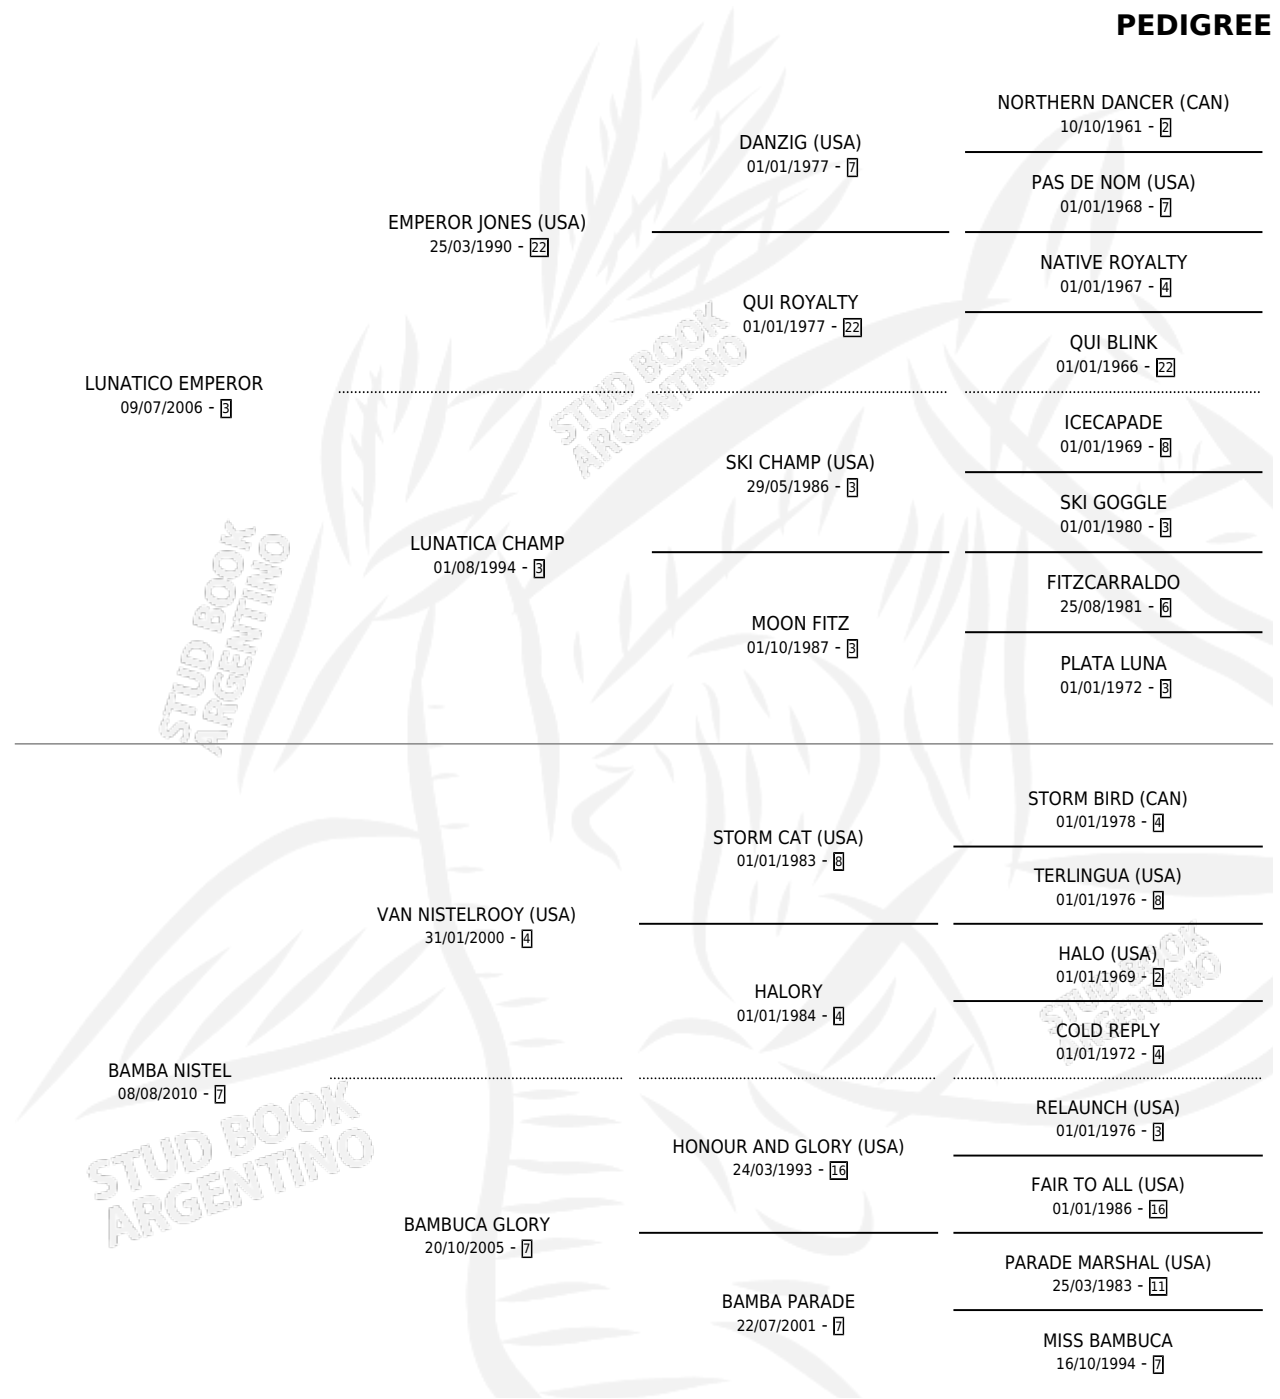 PEDIGREE
NORTHERN DANCER (CAN)
10/10/1961 - 2
DANZIG (USA)
01/01/1977 - 7
PAS DE NOM (USA)
01/01/1968 - 7
EMPEROR JONES (USA)
25/03/1990 - 22
NATIVE ROYALTY
01/01/1967 - 4
QUI ROYALTY
01/01/1977 - 22
QUI BLINK
01/01/1966 - 22
LUNATICO EMPEROR
09/07/2006 - 3
ICECAPADE
01/01/1969 - 8
SKI CHAMP (USA)
29/05/1986 - 3
SKI GOGGLE
01/01/1980 - 3
LUNATICA CHAMP
01/08/1994 - 3
FITZCARRALDO
25/08/1981 - 6
MOON FITZ
01/10/1987 - 3
PLATA LUNA
01/01/1972 - 3
STORM BIRD (CAN)
01/01/1978 - 4
STORM CAT (USA)
01/01/1983 - 8
TERLINGUA (USA)
01/01/1976 - 8
VAN NISTELROOY (USA)
31/01/2000 - 4
HALO (USA)
01/01/1969 - 2
HALORY
01/01/1984 - 4
COLD REPLY
01/01/1972 - 4
BAMBA NISTEL
08/08/2010 - 7
RELAUNCH (USA)
01/01/1976 - 3
HONOUR AND GLORY (USA)
24/03/1993 - 16
FAIR TO ALL (USA)
01/01/1986 - 16
BAMBUCA GLORY
20/10/2005 - 7
PARADE MARSHAL (USA)
25/03/1983 - 11
BAMBA PARADE
22/07/2001 - 7
MISS BAMBUCA
16/10/1994 - 7
STUD BOOK
ARGENTINO
STUD BOOK
ARGENTINO
STUD BOOK
ARGENTINO
STUD BOOK
ARGENTINO